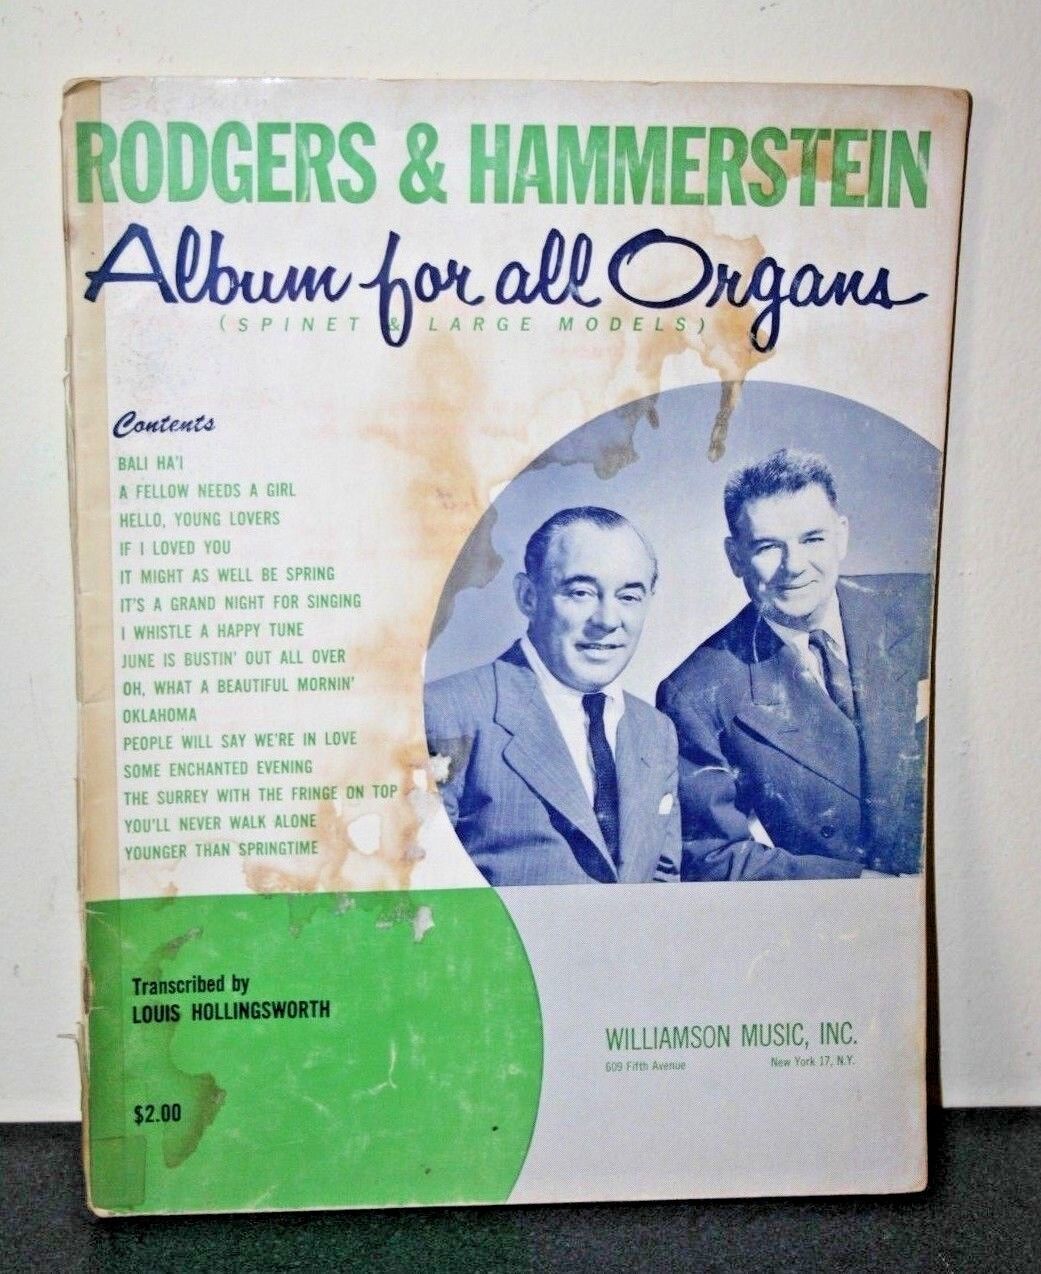 RODGERS & HAMMERSTEIN
Album for all Organs
(SPINET & LARGE MODELS)
Contents
BALI HA'I
A FELLOW NEEDS A GIRL
HELLO, YOUNG LOVERS
IF I LOVED YOU
IT MIGHT AS WELL BE SPRING
IT'S A GRAND NIGHT FOR SINGING
I WHISTLE A HAPPY TUNE
JUNE IS BUSTIN' OUT ALL OVER
OH, WHAT A BEAUTIFUL MORNIN'
OKLAHOMA
PEOPLE WILL SAY WE'RE IN LOVE
SOME ENCHANTED EVENING
THE SURREY WITH THE FRINGE ON TOP
YOU'LL NEVER WALK ALONE
YOUNGER THAN SPRINGTIME
Transcribed by
LOUIS HOLLINGSWORTH
$2.00
WILLIAMSON MUSIC, INC.
609 Fifth Avenue New York 17, N.Y.